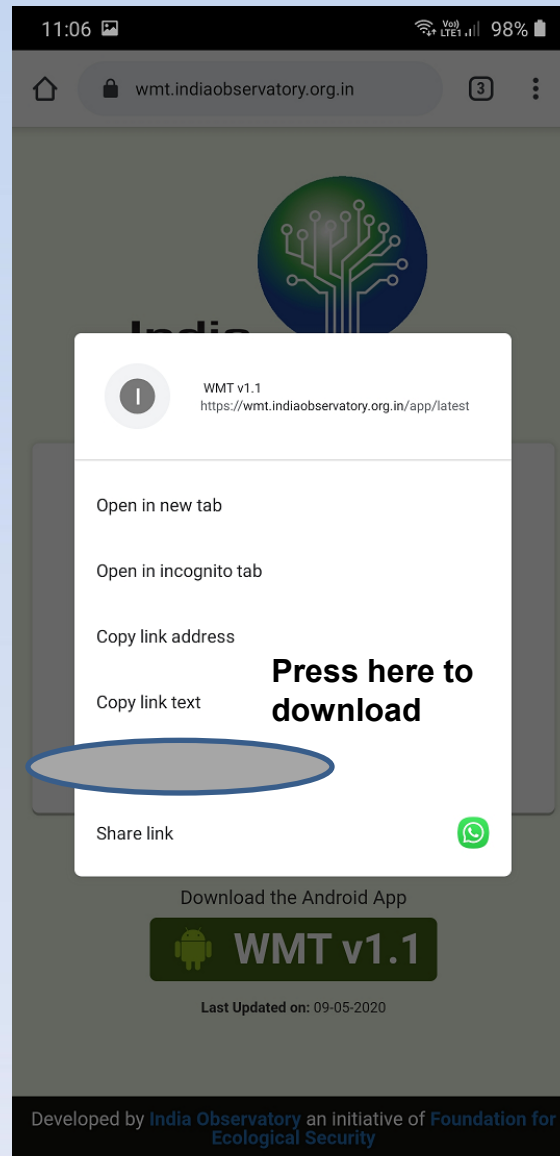 11:06
Vo)) LTE1 98%
wmt.indiaobservatory.org.in 3
India
I
WMT v1.1
https://wmt.indiaobservatory.org.in/app/latest
Open in new tab
Open in incognito tab
Copy link address
Press here to
download
Copy link text
Share link
Download the Android App
WMT v1.1
Last Updated on: 09-05-2020
Developed by India Observatory an initiative of Foundation for
Ecological Security